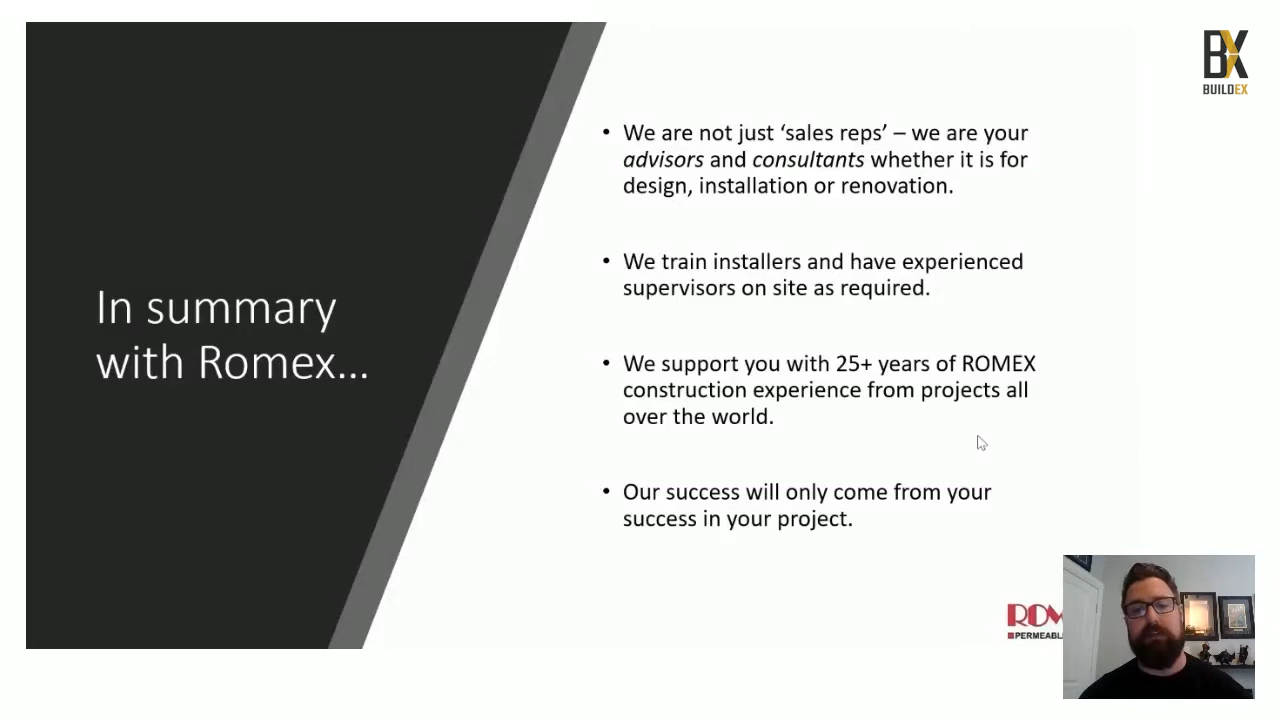 BX
BUILDEX
In summary
with Romex...
• We are not just ‘sales reps’ – we are your
advisors and consultants whether it is for
design, installation or renovation.
• We train installers and have experienced
supervisors on site as required.
• We support you with 25+ years of ROMEX
construction experience from projects all
over the world.
• Our success will only come from your
success in your project.